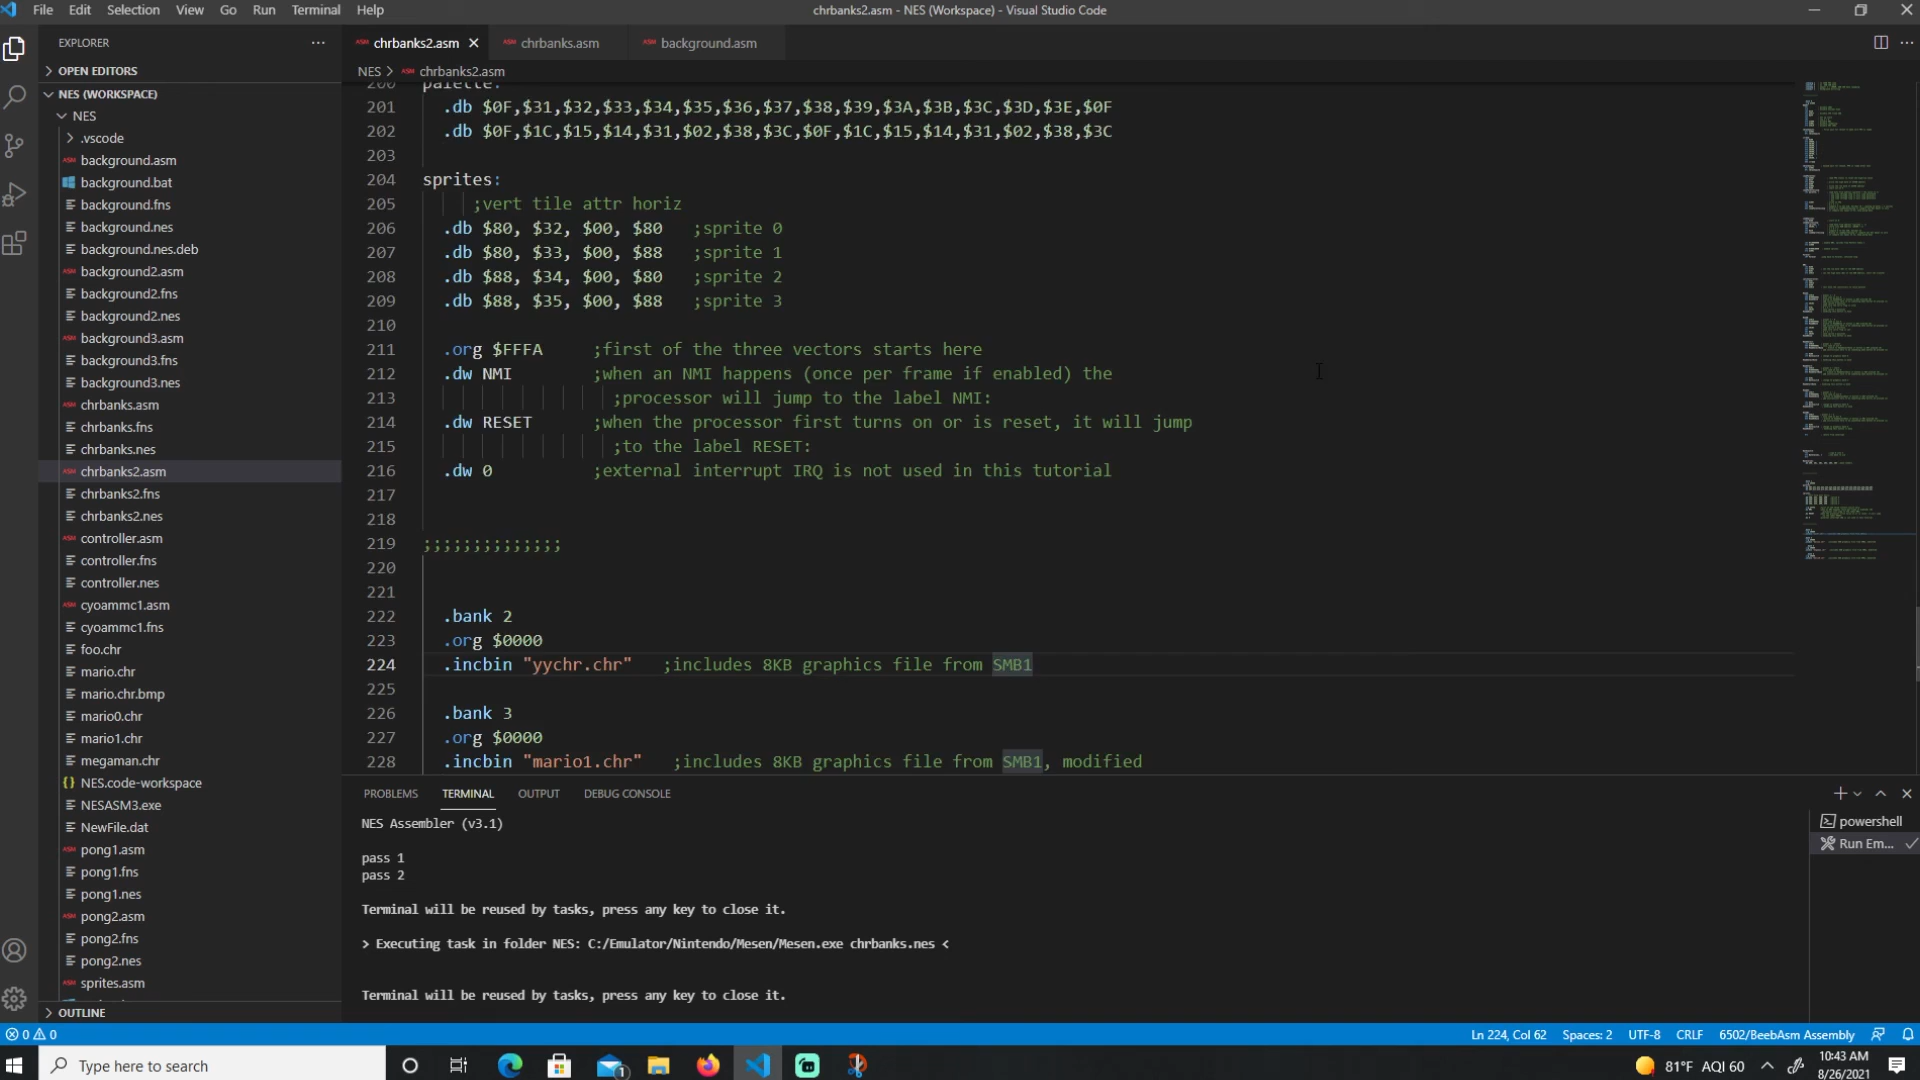 File Edit Selection View Go Run Terminal Help
chrbanks2.asm - NES (Workspace) - Visual Studio Code
EXPLORER
OPEN EDITORS
NES (WORKSPACE)
NES
.vscode
background.asm
background.bat
background.fns
background.nes
background.nes.deb
background2.asm
background2.fns
background2.nes
background3.asm
background3.fns
background3.nes
chrbanks.asm
chrbanks.fns
chrbanks.nes
chrbanks2.asm
chrbanks2.fns
chrbanks2.nes
controller.asm
controller.fns
controller.nes
cyoammc1.asm
cyoammc1.fns
foo.chr
mario.chr
mario.chr.bmp
mario0.chr
mario1.chr
megaman.chr
NES.code-workspace
NESASM3.exe
NewFile.dat
pong1.asm
pong1.fns
pong1.nes
pong2.asm
pong2.fns
pong2.nes
sprites.asm
OUTLINE
chrbanks2.asm chrbanks.asm background.asm
NES > chrbanks2.asm
200 palette:
201 .db $0F,$31,$32,$33,$34,$35,$36,$37,$38,$39,$3A,$3B,$3C,$3D,$3E,$0F
202 .db $0F,$1C,$15,$14,$31,$02,$38,$3C,$0F,$1C,$15,$14,$31,$02,$38,$3C
203
204 sprites:
205 ;vert tile attr horiz
206 .db $80, $32, $00, $80 ;sprite 0
207 .db $80, $33, $00, $88 ;sprite 1
208 .db $88, $34, $00, $80 ;sprite 2
209 .db $88, $35, $00, $88 ;sprite 3
210
211 .org $FFFA ;first of the three vectors starts here
212 .dw NMI ;when an NMI happens (once per frame if enabled) the
213 ;processor will jump to the label NMI:
214 .dw RESET ;when the processor first turns on or is reset, it will jump
215 ;to the label RESET:
216 .dw 0 ;external interrupt IRQ is not used in this tutorial
217
218
219 ;;;;;;;;;;;;;;
220
221
222 .bank 2
223 .org $0000
224 .incbin "yychr.chr" ;includes 8KB graphics file from SMB1
225
226 .bank 3
227 .org $0000
228 .incbin "mario1.chr" ;includes 8KB graphics file from SMB1, modified
PROBLEMS TERMINAL OUTPUT DEBUG CONSOLE
NES Assembler (v3.1)
pass 1
pass 2
Terminal will be reused by tasks, press any key to close it.
> Executing task in folder NES: C:/Emulator/Nintendo/Mesen/Mesen.exe chrbanks.nes <
Terminal will be reused by tasks, press any key to close it.
powershell
Run Em...
0 0
Ln 224, Col 62 Spaces: 2 UTF-8 CRLF 6502/BeebAsm Assembly
Type here to search
1
81°F AQI 60
10:43 AM
8/26/2021